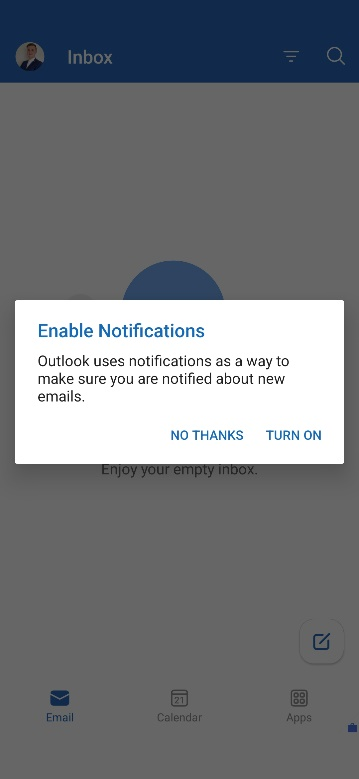 Inbox
Enable Notifications
Outlook uses notifications as a way to
make sure you are notified about new
emails.
NO THANKS TURN ON
Enjoy your empty inbox.
21
Email Calendar Apps